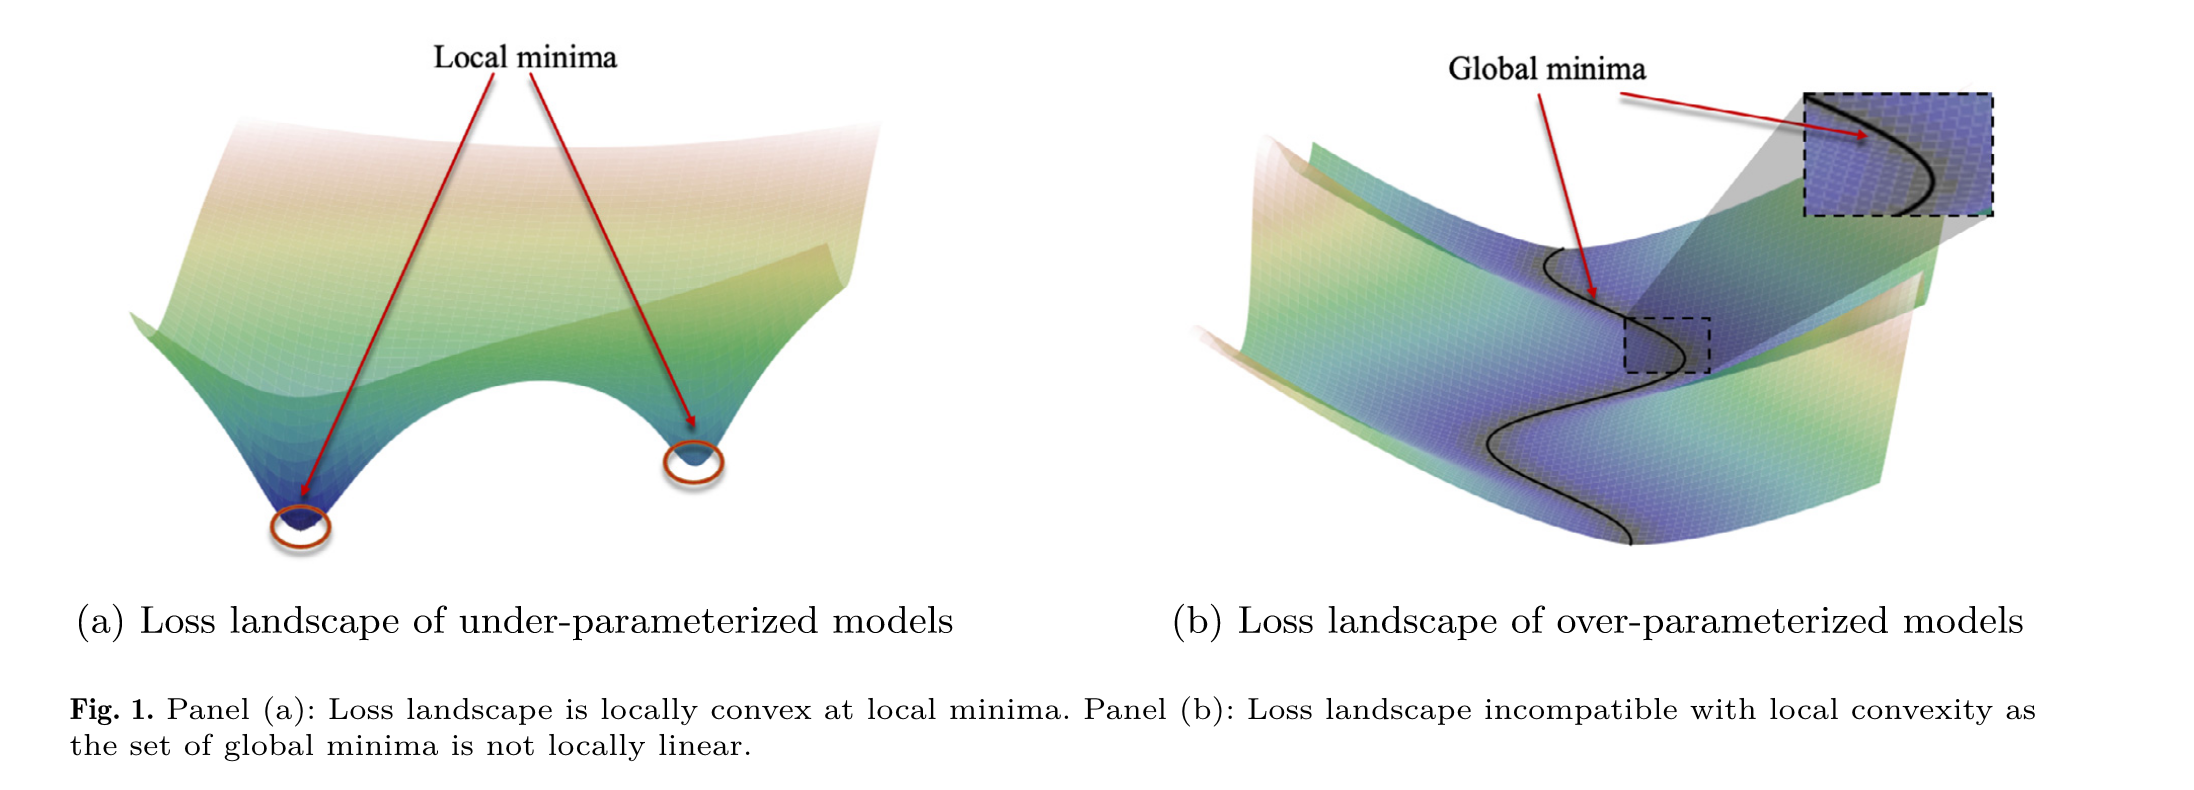 Local minima
Global minima
(a) Loss landscape of under-parameterized models
(b) Loss landscape of over-parameterized models
Fig. 1. Panel (a): Loss landscape is locally convex at local minima. Panel (b): Loss landscape incompatible with local convexity as
the set of global minima is not locally linear.